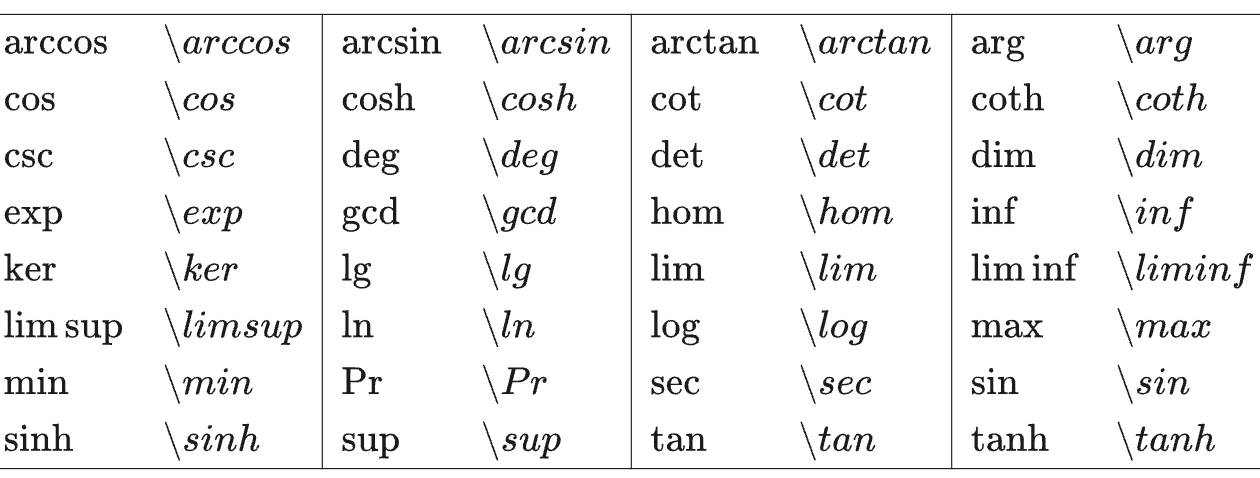 arccos \arccos arcsin \arcsin arctan \arctan arg \arg
cos \cos cosh \cosh cot \cot coth \coth
csc \csc deg \deg det \det dim \dim
exp \exp gcd \gcd hom \hom inf \inf
ker \ker lg \lg lim \lim lim inf \liminf
lim sup \limsup ln \ln log \log max \max
min \min Pr \Pr sec \sec sin \sin
sinh \sinh sup \sup tan \tan tanh \tanh